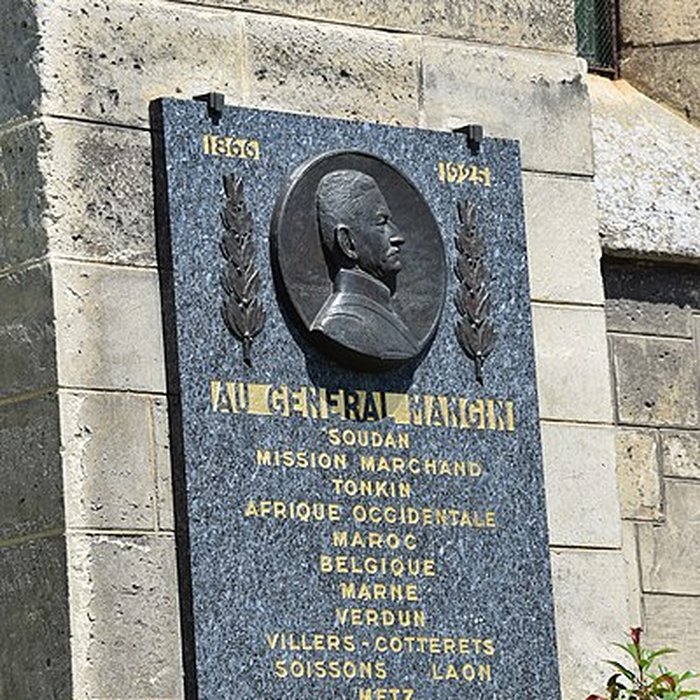 1866 1925
AU GENERAL MANGIN
SOUDAN
MISSION MARCHAND
TONKIN
AFRIQUE OCCIDENTALE
MAROC
BELGIQUE
MARNE
VERDUN
VILLERS-COTTERETS
SOISSONS LAON
METZ